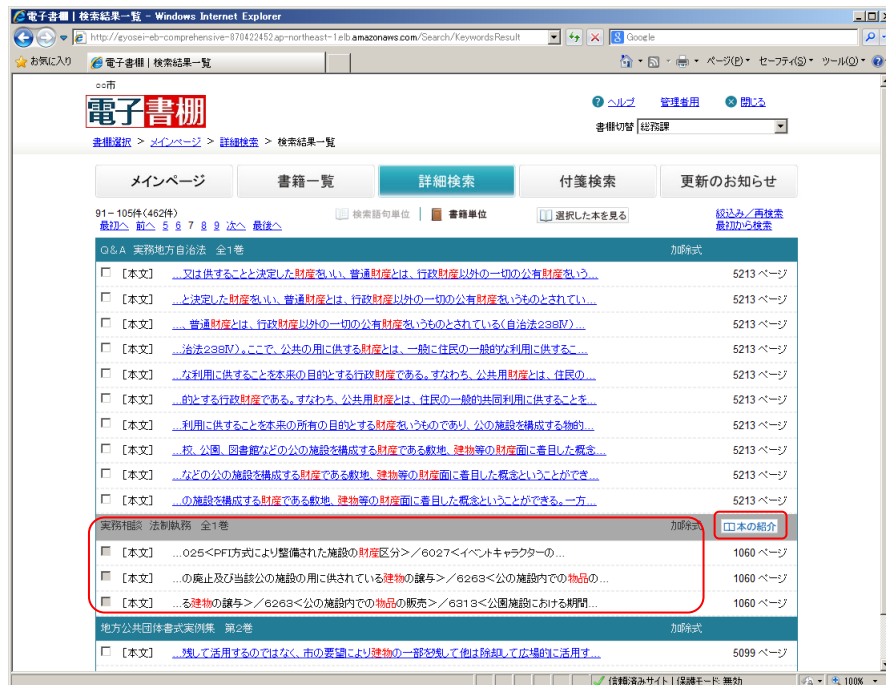 電子書棚 | 検索結果一覧 - Windows Internet Explorer
http://gyosei-eb-comprehensive-870422452.ap-northeast-1.elb.amazonaws.com/Search/KeywordsResult
Google
お気に入り 電子書棚 | 検索結果一覧 ページ(P) セーフティ(S) ツール(O)
○○市
電子書棚
ヘルプ 管理者用 閉じる
書棚切替 総務課
書棚選択 > メインページ > 詳細検索 > 検索結果一覧
メインページ 書籍一覧 詳細検索 付箋検索 更新のお知らせ
91-105件(462件) 検索語句単位 書籍単位 選択した本を見る 絞込み/再検索
最初へ 前へ 5 6 7 8 9 次へ 最後へ 最初から検索
Q&A 実務地方自治法 全1巻 加除式
[本文] ...又は供することと決定した財産をいい、普通財産とは、行政財産以外の一切の公有財産をいう... 5213 ページ
[本文] ...と決定した財産をいい、普通財産とは、行政財産以外の一切の公有財産をいうものとされてい... 5213 ページ
[本文] ...、普通財産とは、行政財産以外の一切の公有財産をいうものとされている(自治法238Ⅳ)... 5213 ページ
[本文] ...治法238Ⅳ)。ここで、公共の用に供する財産とは、一般に住民の一般的な利用に供するこ... 5213 ページ
[本文] ...な利用に供することを本来の目的とする行政財産である。すなわち、公共用財産とは、住民の... 5213 ページ
[本文] ...的とする行政財産である。すなわち、公共用財産とは、住民の一般的共同利用に供することを... 5213 ページ
[本文] ...利用に供することを本来の所有の目的とする財産をいうものであり、公の施設を構成する物的... 5213 ページ
[本文] ...校、公園、図書館などの公の施設を構成する財産である敷地、建物等の財産面に着目した概念... 5213 ページ
[本文] ...などの公の施設を構成する財産である敷地、建物等の財産面に着目した概念ということができ... 5213 ページ
[本文] ...の施設を構成する財産である敷地、建物等の財産面に着目した概念ということができる。一方... 5213 ページ
実務相談 法制執務 全1巻 加除式 本の紹介
[本文] ...025<PFI方式により整備された施設の財産区分>/6027<イベントキャラクターの... 1060 ページ
[本文] ...の廃止及び当該公の施設の用に供されている建物の譲与>/6263<公の施設内での物品の... 1060 ページ
[本文] ...る建物の譲与>/6263<公の施設内での物品の販売>/6313<公園施設における期間... 1060 ページ
地方公共団体書式実例集 第2巻 加除式
[本文] ...残して活用するのではなく、市の要望により建物の一部を残して他は除却して広場的に活用す... 5099 ページ
信頼済みサイト | 保護モード: 無効 100%